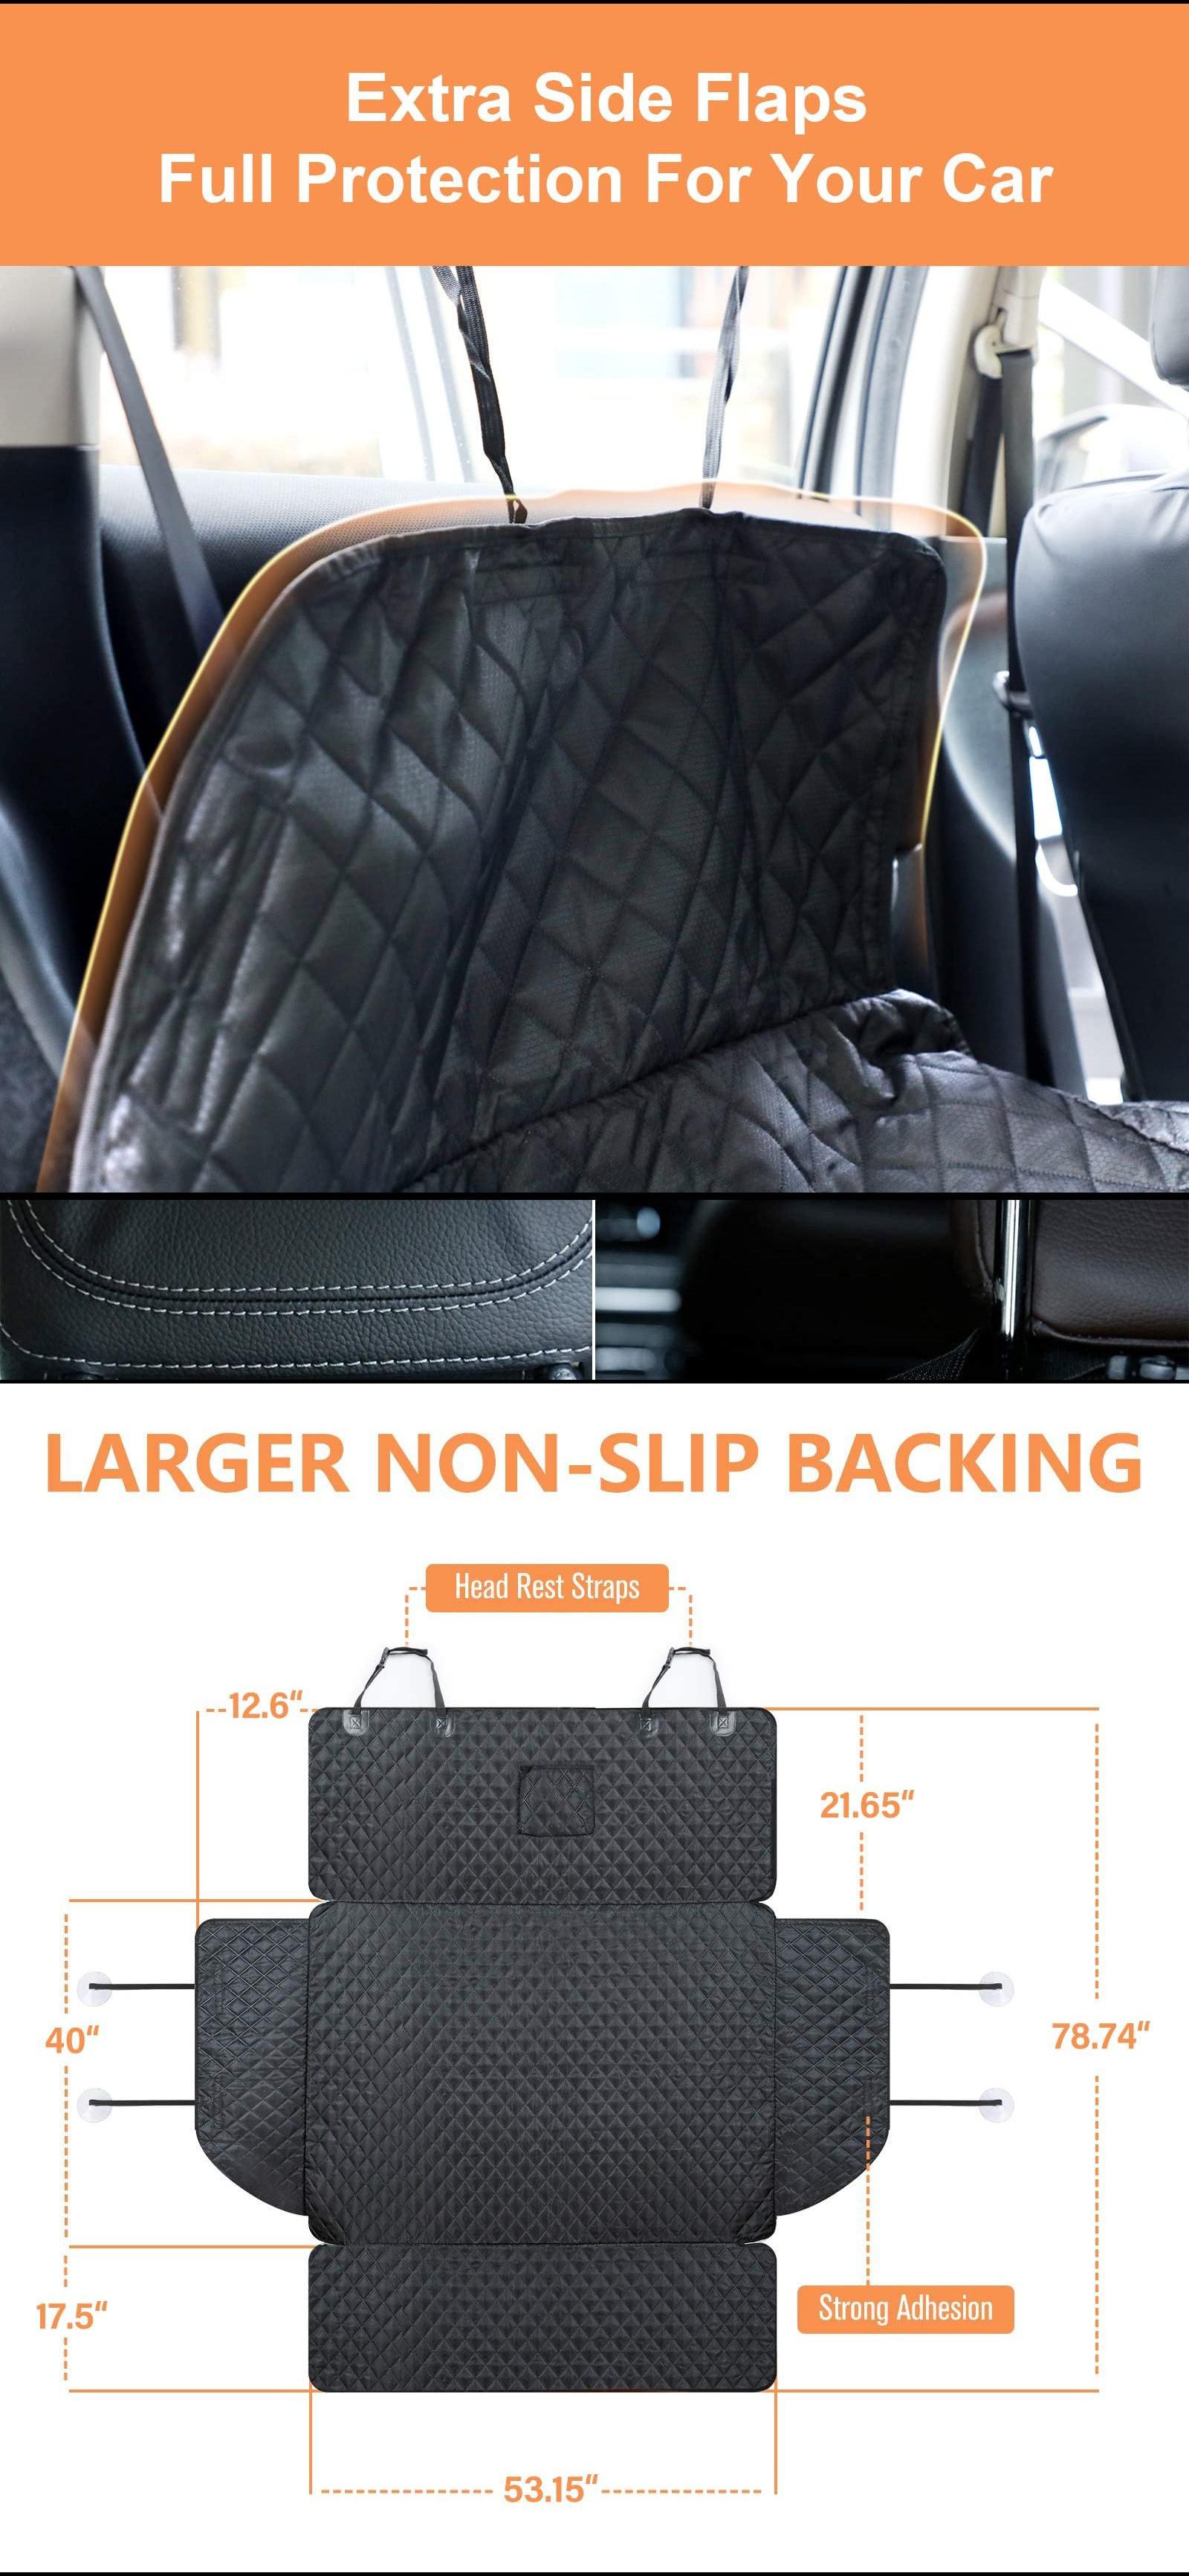 Extra Side Flaps
Full Protection For Your Car
LARGER NON-SLIP BACKING
Head Rest Straps
12.6“
21.65“
40“
78.74“
17.5“
Strong Adhesion
53.15“